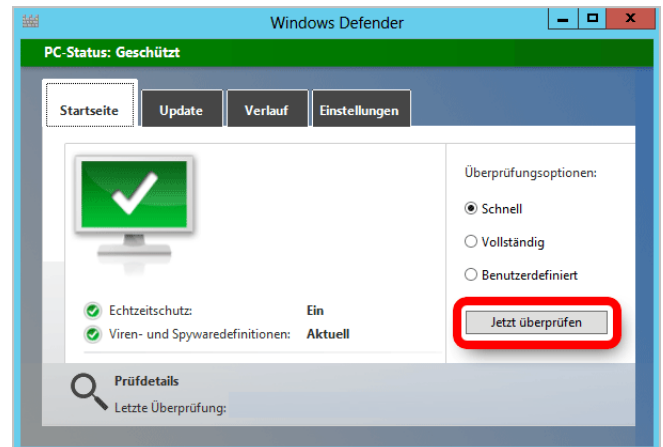 Windows Defender
PC-Status: Geschützt
Startseite Update Verlauf Einstellungen
Überprüfungsoptionen:
Schnell
Vollständig
Benutzerdefiniert
Jetzt überprüfen
Echtzeitschutz: Ein
Viren- und Spywaredefinitionen: Aktuell
Prüfdetails
Letzte Überprüfung: